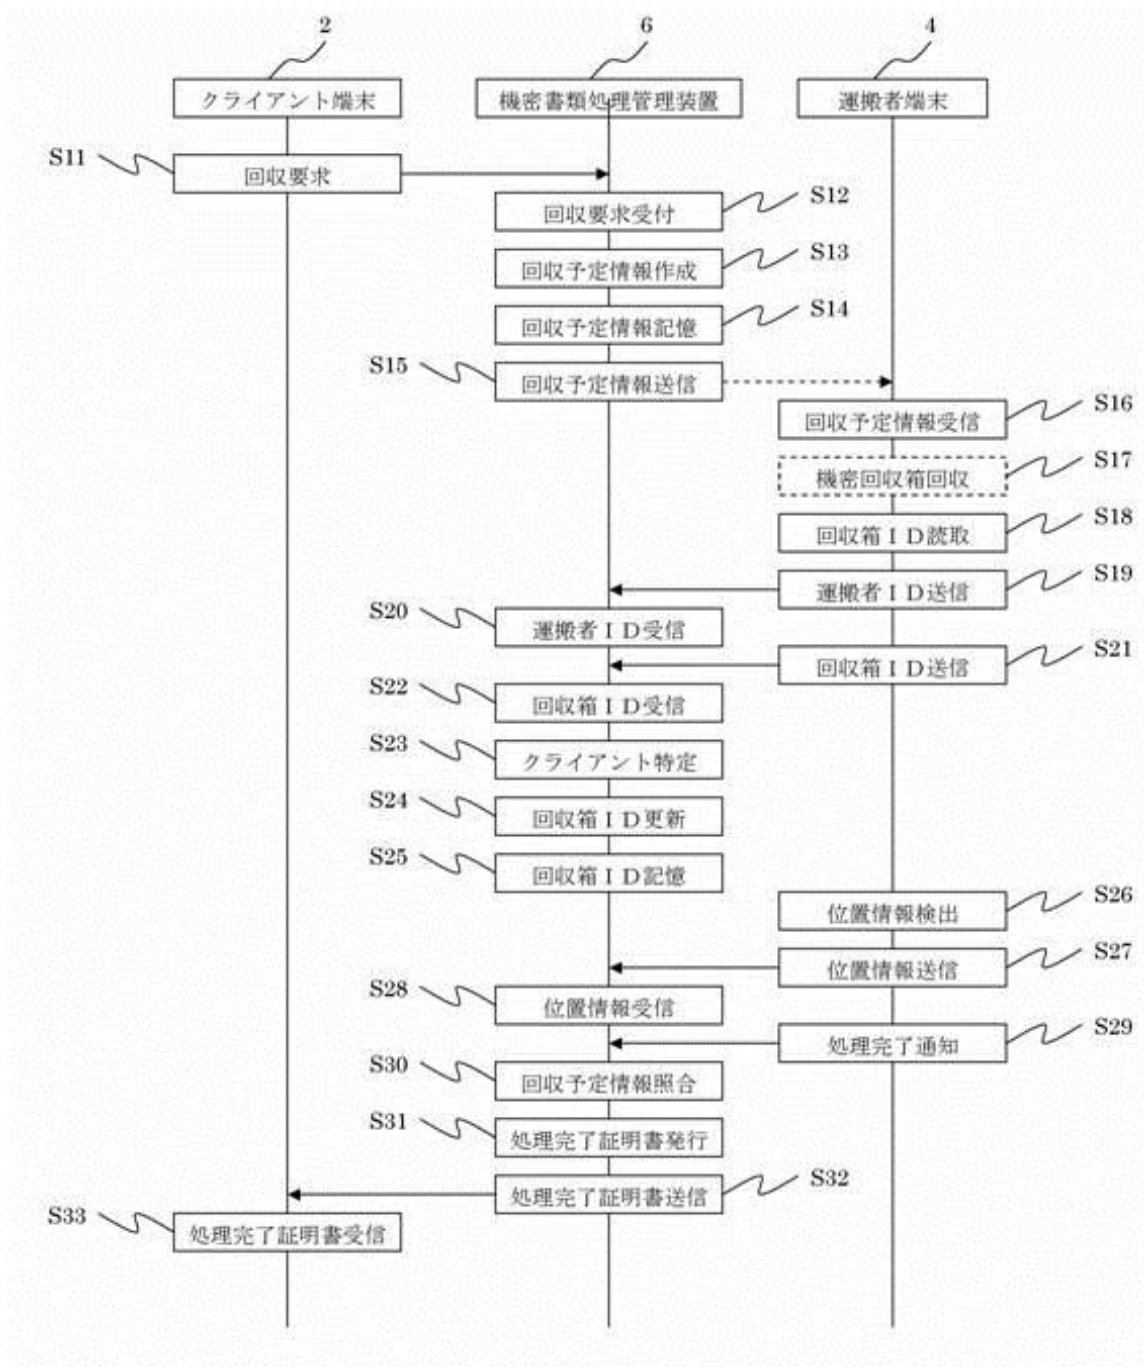 2
6
4
クライアント端末
機密書類処理管理装置
運搬者端末
S11
回収要求
回収要求受付
S12
回収予定情報作成
S13
回収予定情報記憶
S14
S15
回収予定情報送信
回収予定情報受信
S16
機密回収箱回収
S17
回収箱ＩＤ読取
S18
運搬者ＩＤ送信
S19
S20
運搬者ＩＤ受信
回収箱ＩＤ送信
S21
S22
回収箱ＩＤ受信
S23
クライアント特定
S24
回収箱ＩＤ更新
S25
回収箱ＩＤ記憶
位置情報検出
S26
位置情報送信
S27
S28
位置情報受信
処理完了通知
S29
S30
回収予定情報照合
S31
処理完了証明書発行
処理完了証明書送信
S32
S33
処理完了証明書受信